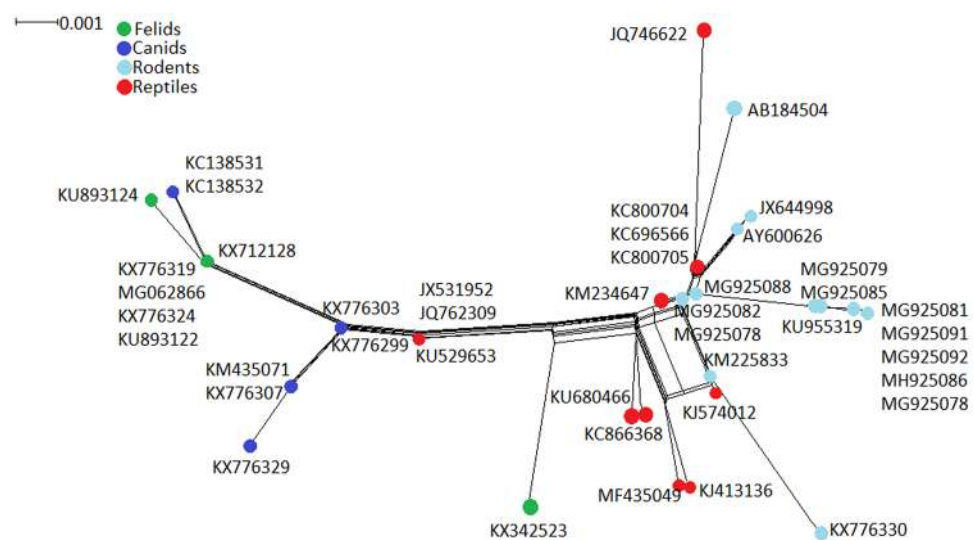 0.001
Felids
Canids
Rodents
Reptiles
JQ746622
AB184504
KC138531
KC138532
KU893124
KX712128
KX776319
MG062866
KX776324
KU893122
KX776303
KX776299
KM435071
KX776307
KX776329
JX531952
JQ762309
KU529653
KC800704
KC696566
KC800705
JX644998
AY600626
KM234647
MG925088
MG925082
MG925078
MG925079
MG925085
KU955319
MG925081
MG925091
MG925092
MH925086
MG925078
KM225833
KJ574012
KU680466
KC866368
MF435049
KJ413136
KX342523
KX776330